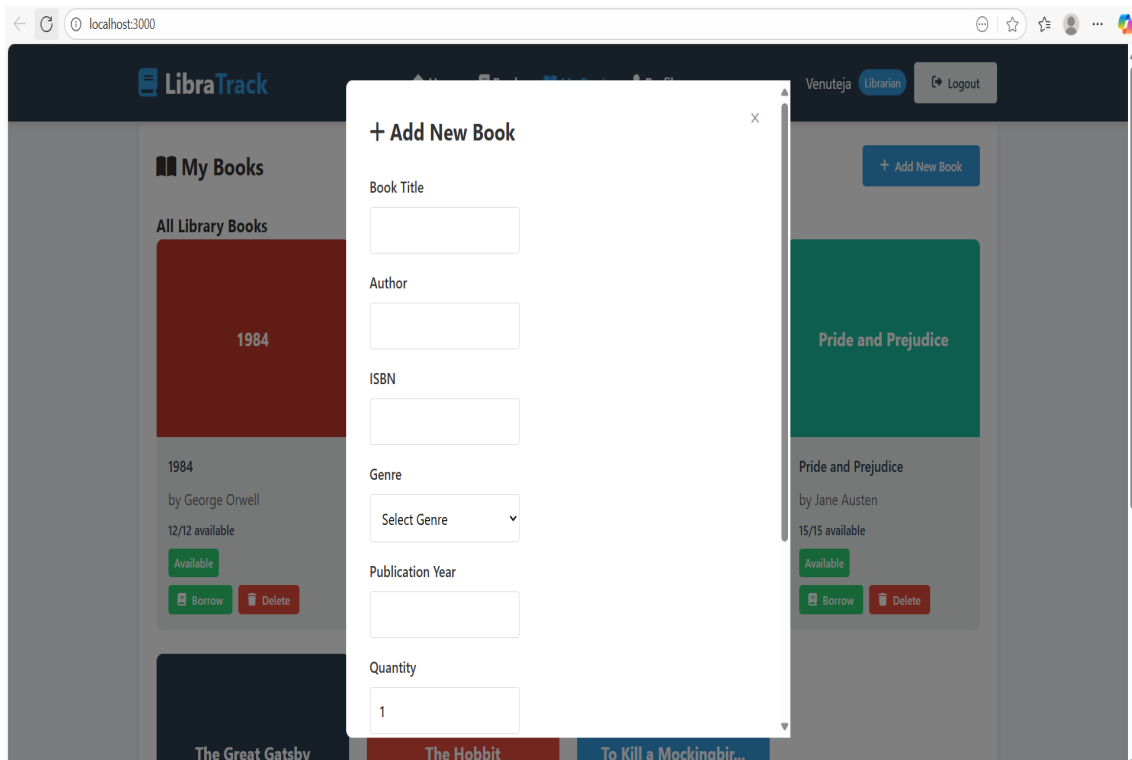 localhost:3000
LibraTrack
Venuteja Librarian Logout
+ Add New Book
X
My Books
+ Add New Book
Book Title
All Library Books
Author
1984
Pride and Prejudice
ISBN
1984
by George Orwell
12/12 available
Available
Borrow Delete
Genre
Select Genre
Publication Year
Quantity
1
Pride and Prejudice
by Jane Austen
15/15 available
Available
Borrow Delete
The Great Gatsby
The Hobbit
To Kill a Mockingbir...